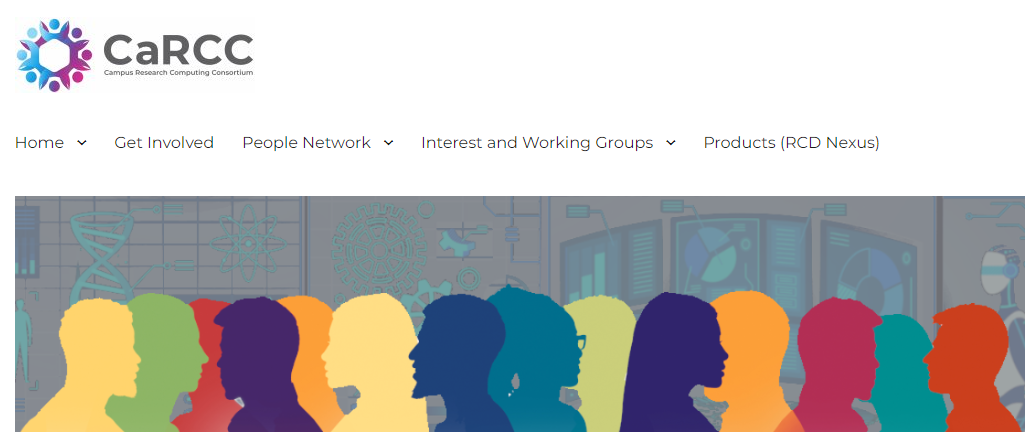 CaRCC
Campus Research Computing Consortium
Home Get Involved People Network Interest and Working Groups Products (RCD Nexus)